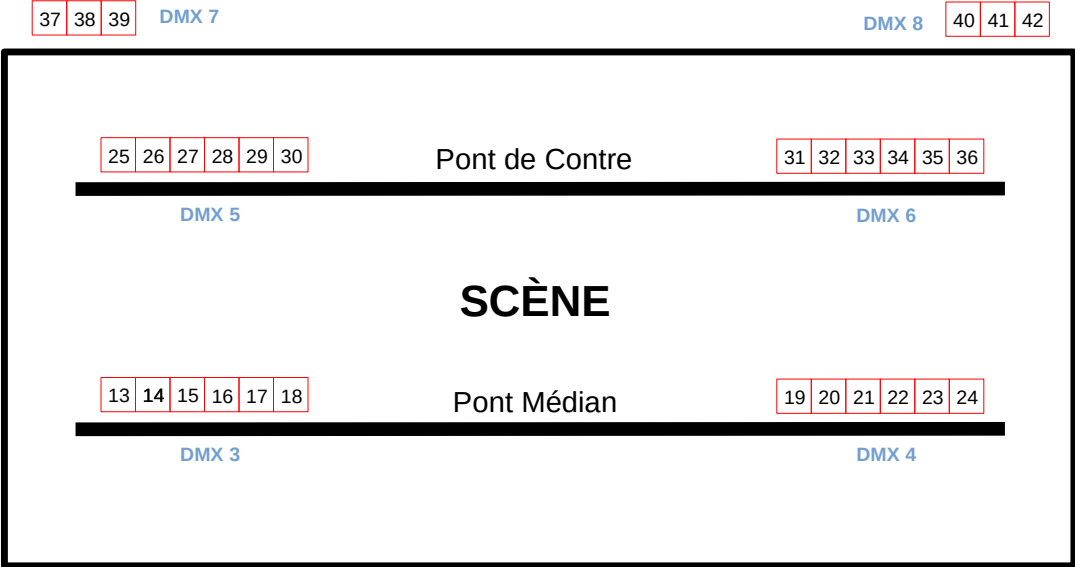 37 38 39 DMX 7 DMX 8 40 41 42
25 26 27 28 29 30 Pont de Contre 31 32 33 34 35 36
DMX 5 DMX 6
SCÈNE
13 14 15 16 17 18 Pont Médian 19 20 21 22 23 24
DMX 3 DMX 4